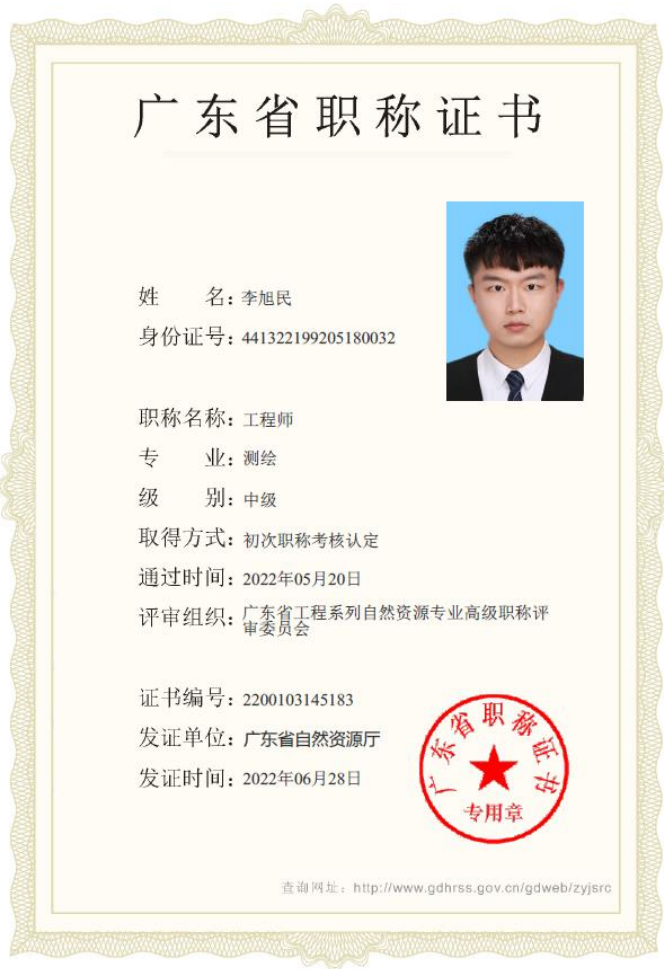 广东省职称证书
姓 名：李旭民
身份证号：441322199205180032
职称名称：工程师
专 业：测绘
级 别：中级
取得方式：初次职称考核认定
通过时间：2022年05月20日
评审组织：广东省工程系列自然资源专业高级职称评
审委员会
证书编号：2200103145183
发证单位：广东省自然资源厅
发证时间：2022年06月28日
广东省职称证书
专用章
查询网址：http://www.gdhrss.gov.cn/gdweb/zyjsrc